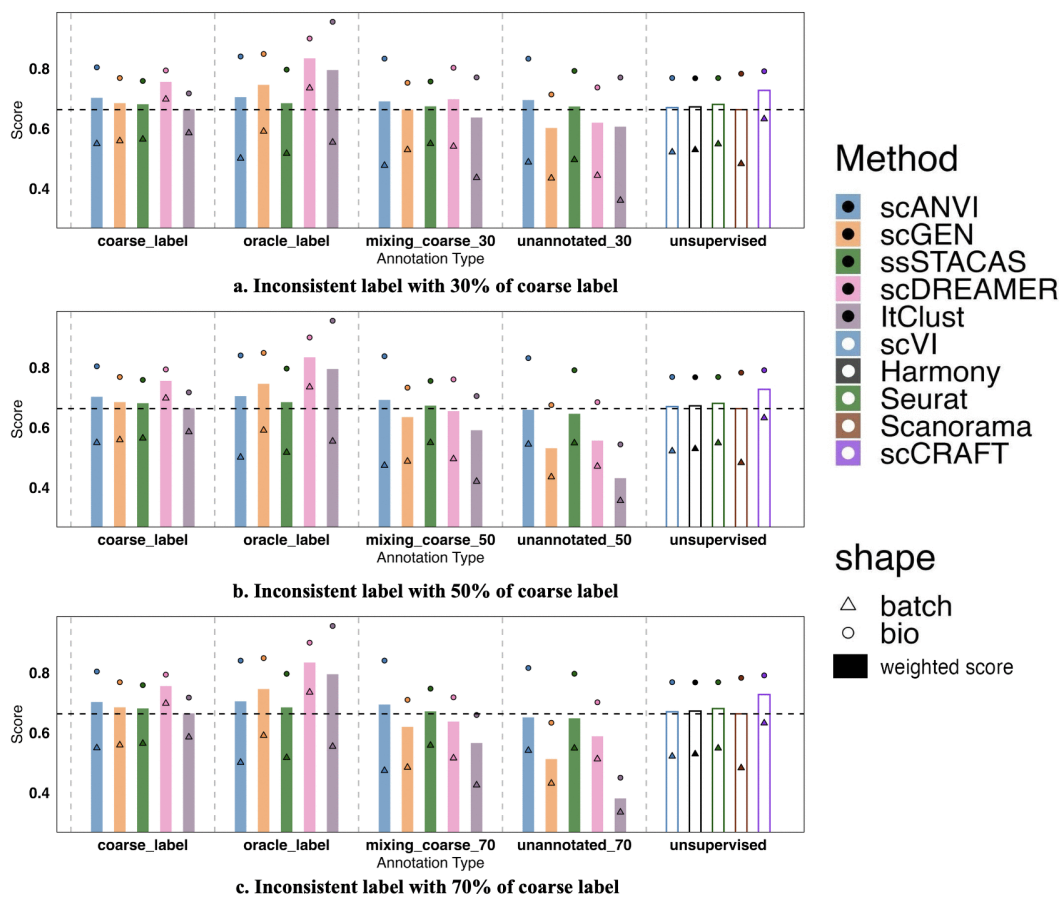 Score
0.8
0.6
0.4
coarse_label oracle_label mixing_coarse_30 unannotated_30 unsupervised
Annotation Type
a. Inconsistent label with 30% of coarse label
Score
0.8
0.6
0.4
coarse_label oracle_label mixing_coarse_50 unannotated_50 unsupervised
Annotation Type
b. Inconsistent label with 50% of coarse label
Score
0.8
0.6
0.4
coarse_label oracle_label mixing_coarse_70 unannotated_70 unsupervised
Annotation Type
c. Inconsistent label with 70% of coarse label
Method
scANVI
scGEN
ssSTACAS
scDREAMER
ItClust
scVI
Harmony
Seurat
Scanorama
scCRAFT
shape
batch
bio
weighted score